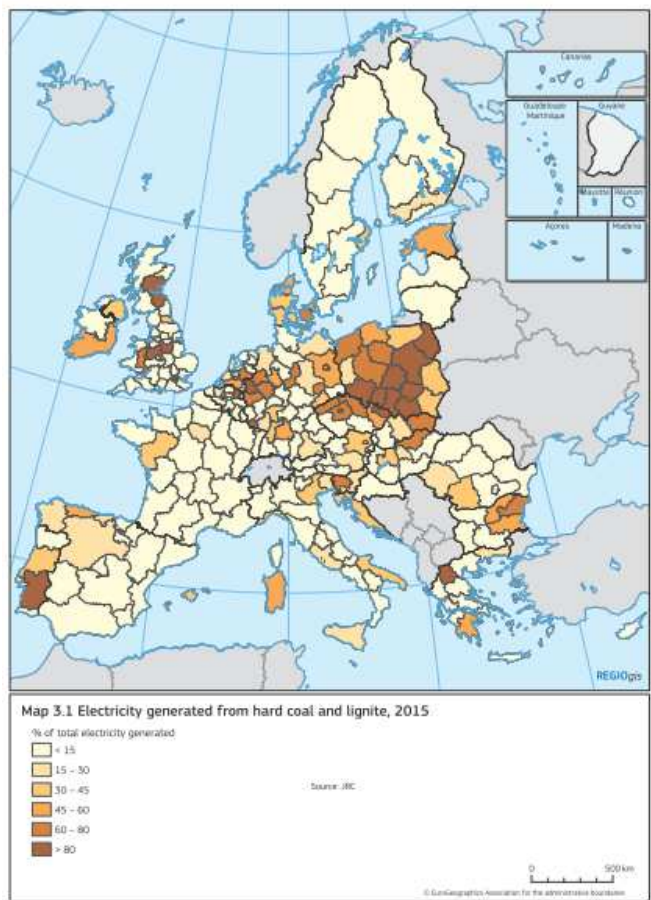 Canarias
Guadeloupe
Martinique
Guyane
Mayotte
Réunion
Açores
Madeira
REGIOgis
Map 3.1 Electricity generated from hard coal and lignite, 2015
% of total electricity generated
< 15
15 - 30
30 - 45
45 - 60
60 - 80
> 80
Source: JRC
0 500 km
© EuroGeographics Association for the administrative boundaries